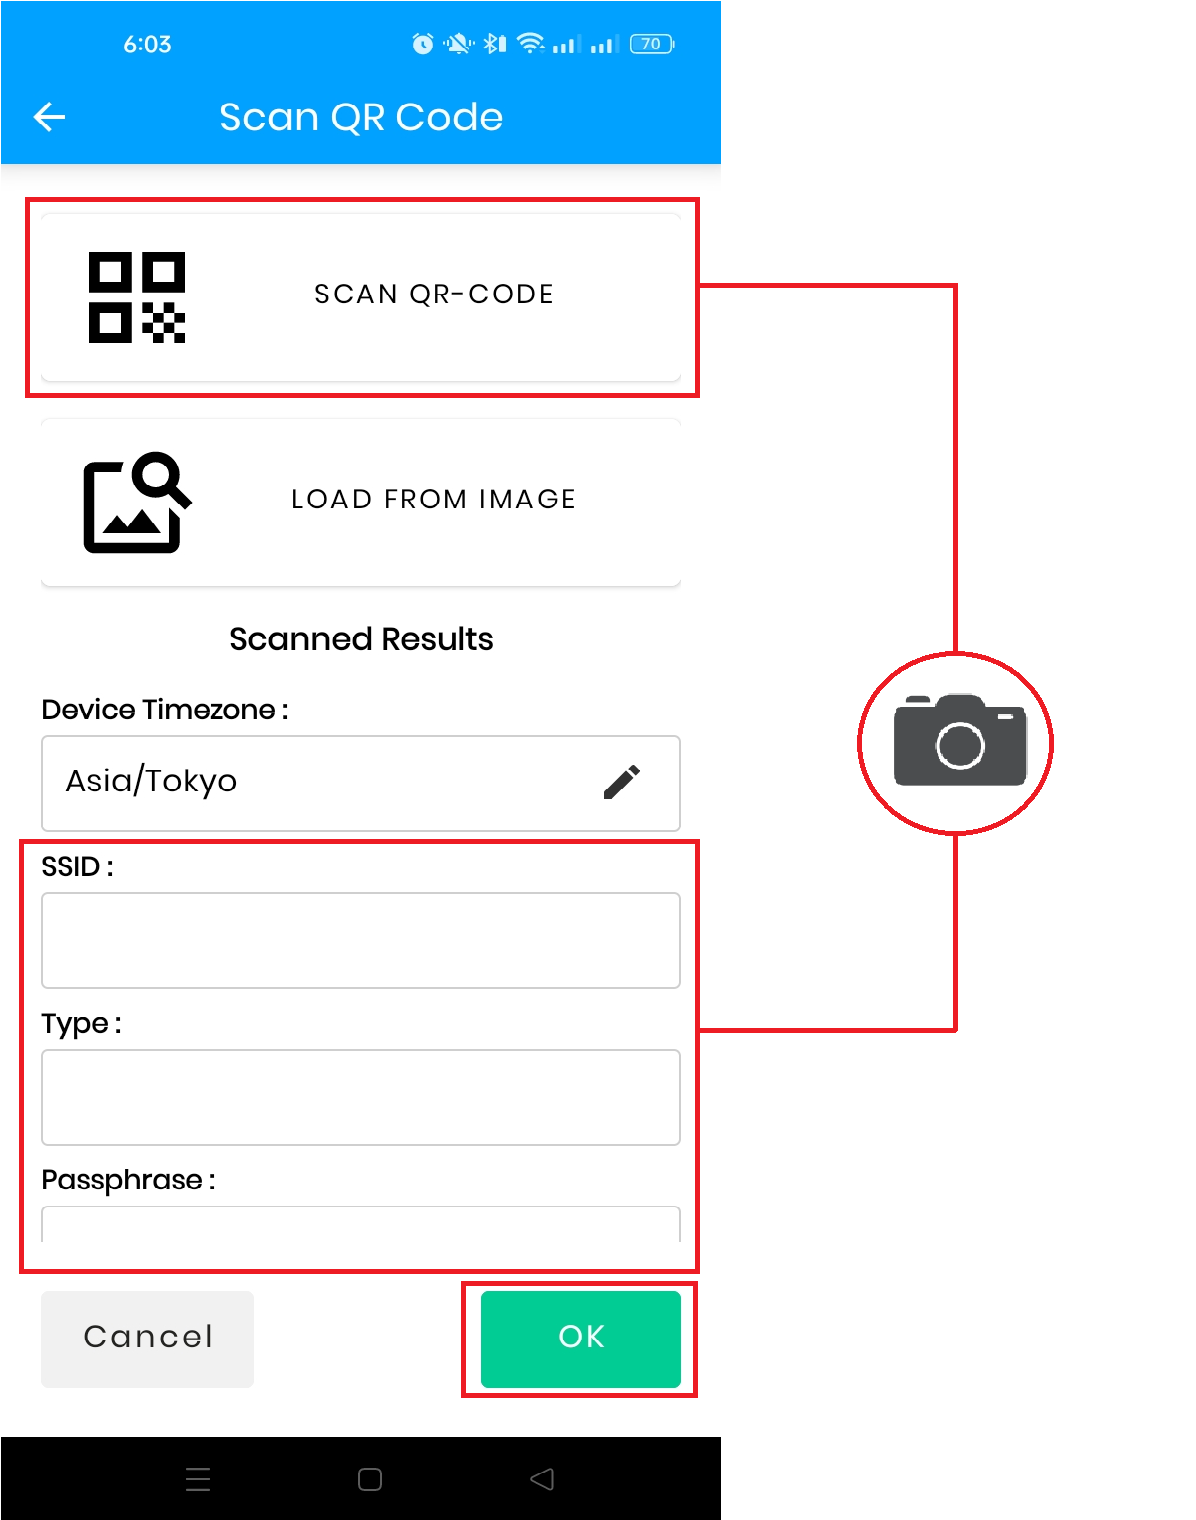 6:03
70
Scan QR Code
SCAN QR-CODE
LOAD FROM IMAGE
Scanned Results
Device Timezone :
Asia/Tokyo
SSID :
Type :
Passphrase :
Cancel
OK